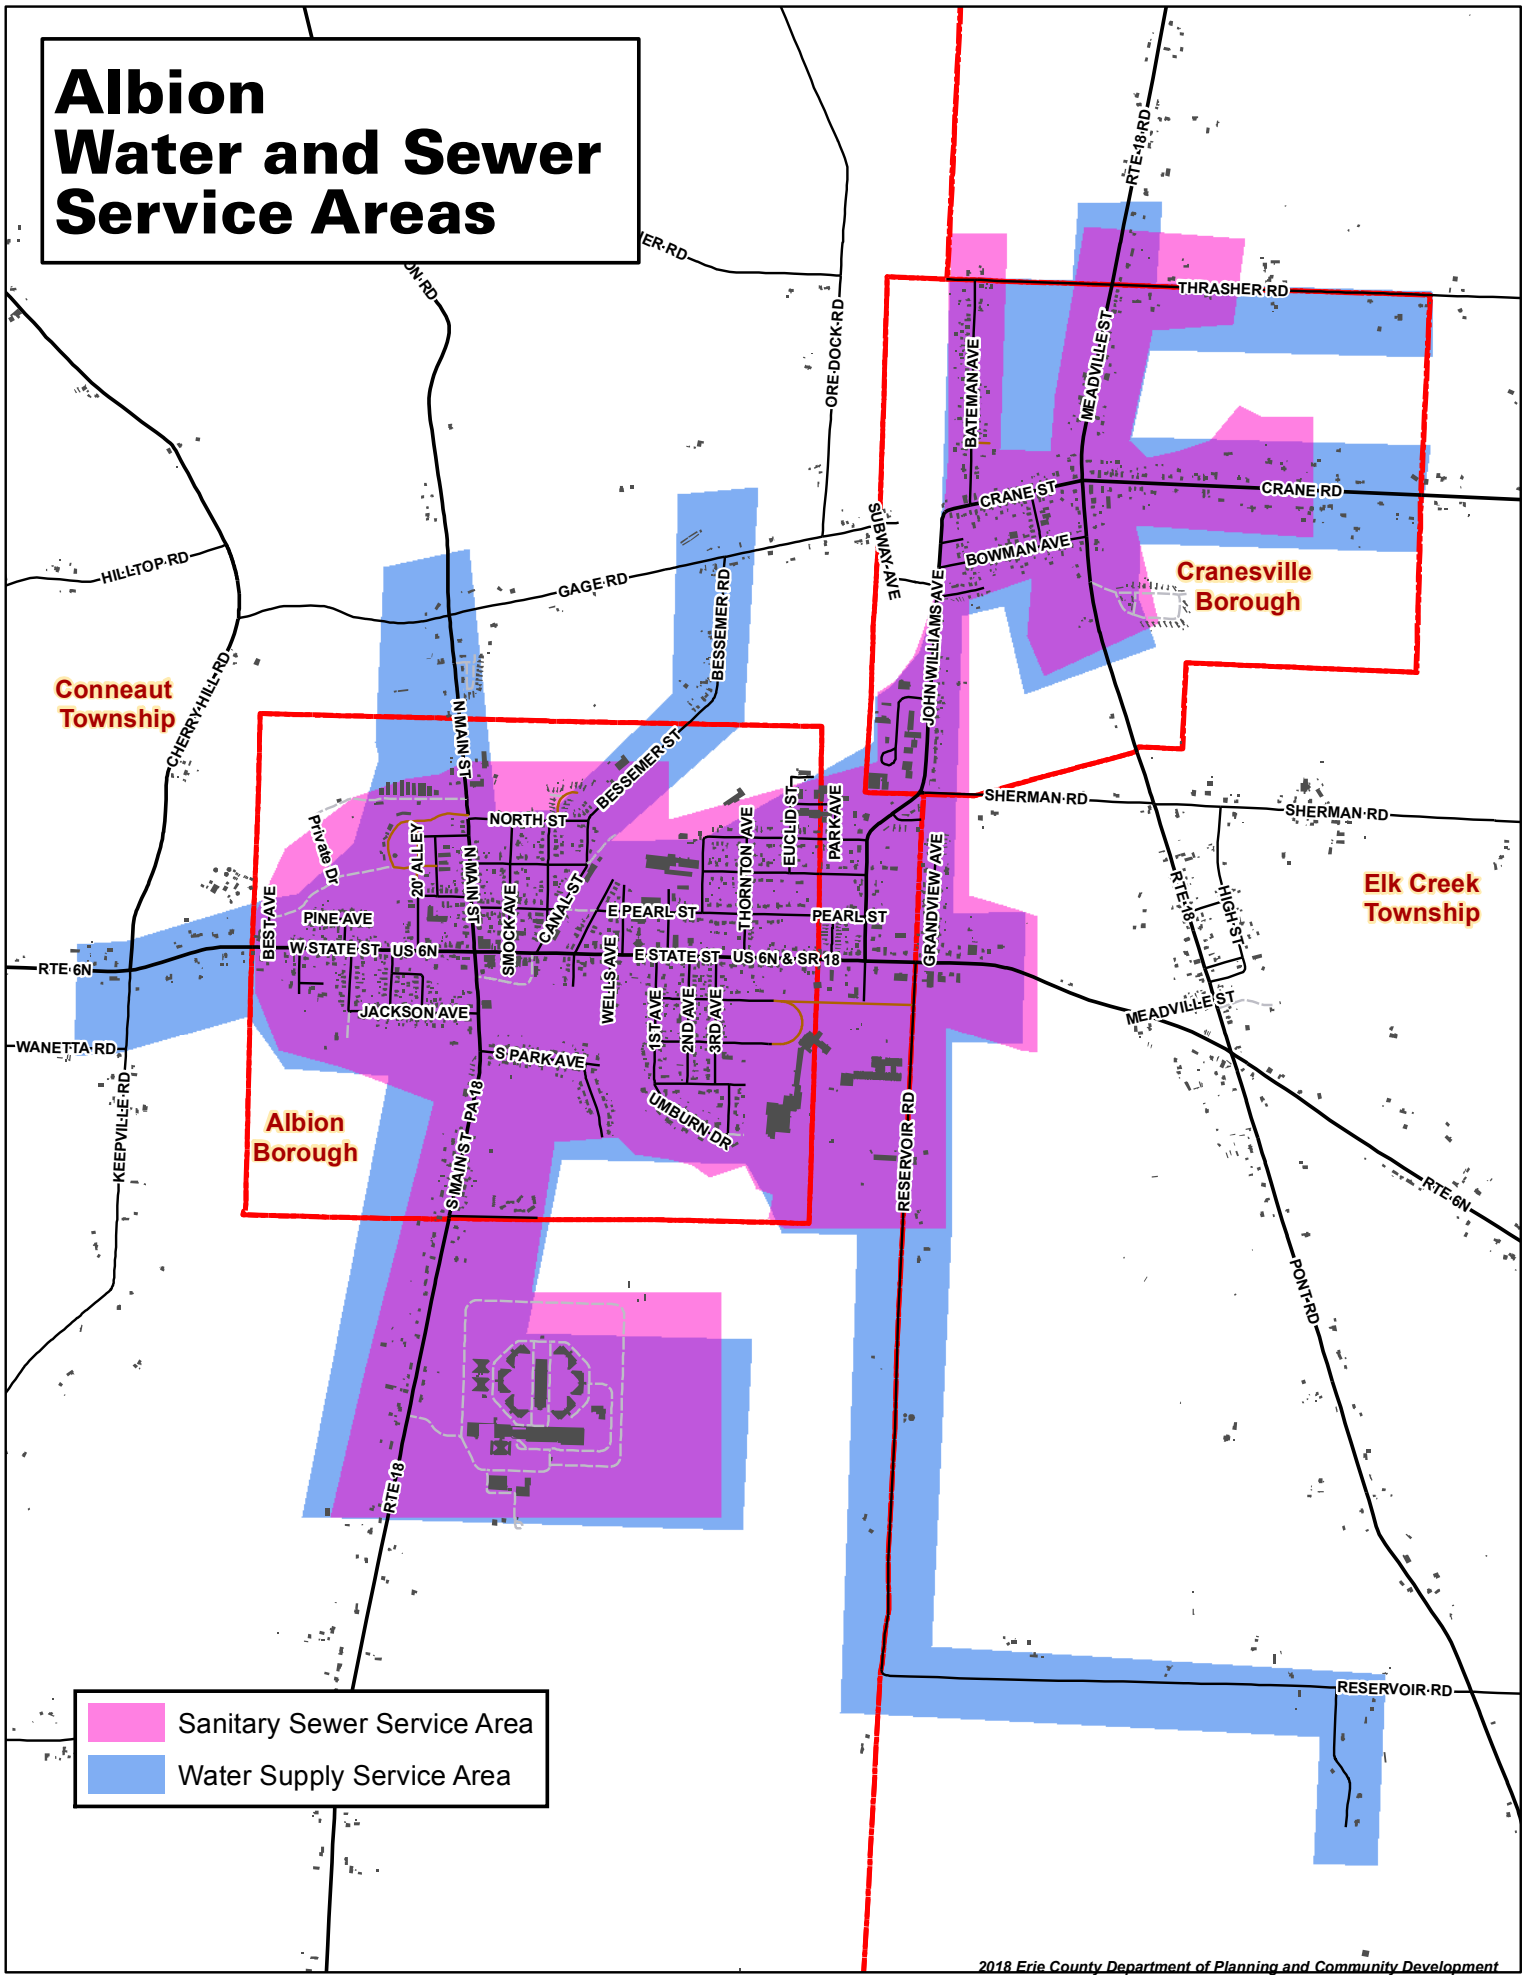 Albion
Water and Sewer
Service Areas
RTE 18 RD
ER RD
ON RD
THRASHER RD
ORE DOCK RD
BATEMAN AVE
MEADVILLE ST
CRANE ST
CRANE RD
SUBWAY AVE
BOWMAN AVE
HILLTOP RD
GAGE RD
BESSEMER RD
JOHN WILLIAMS AVE
Cranesville
Borough
Conneaut
Township
CHERRY HILL RD
N MAIN ST
BESSEMER ST
SHERMAN RD
SHERMAN RD
NORTH ST
EUCLID ST
PARK AVE
Private Dr
20' ALLEY
N MAIN ST
THORNTON AVE
GRANDVIEW AVE
RTE 18
HIGH ST
Elk Creek
Township
BEST AVE
PINE AVE
SMOCK AVE
CANAL ST
E PEARL ST
PEARL ST
W STATE ST
US 6N
E STATE ST
US 6N & SR 18
RTE 6N
WELLS AVE
JACKSON AVE
1ST AVE
2ND AVE
3RD AVE
MEADVILLE ST
WANETTA RD
S PARK AVE
KEEPVILLE RD
S MAIN ST
PA 18
UMBURN DR
RESERVOIR RD
Albion
Borough
RTE 6N
PONT RD
RTE 18
RESERVOIR RD
Sanitary Sewer Service Area
Water Supply Service Area
2018 Erie County Department of Planning and Community Development